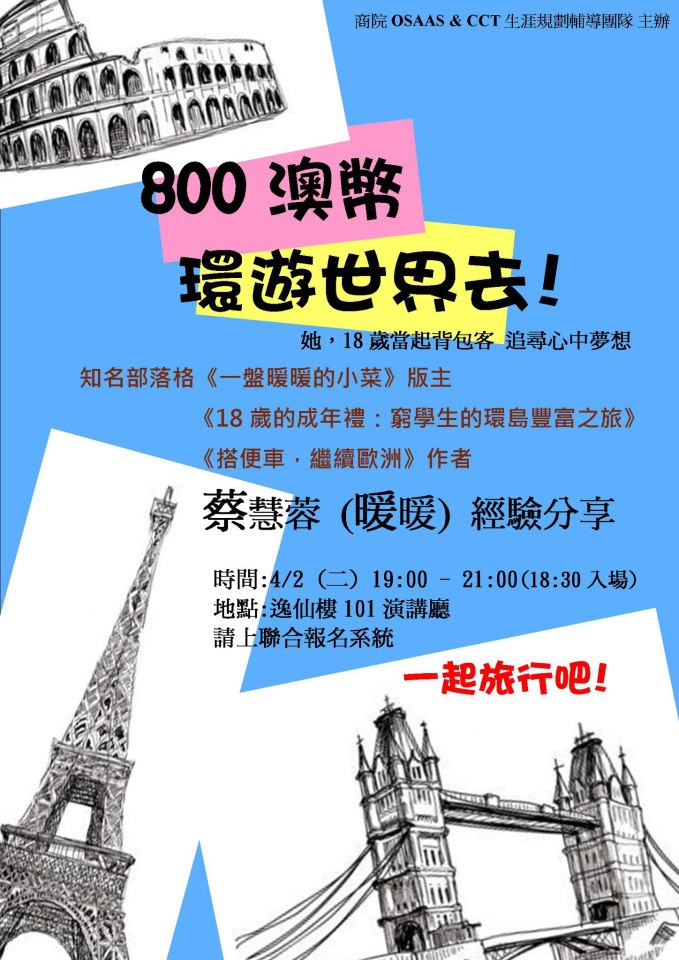 商院 OSAAS & CCT 生涯規劃輔導團隊 主辦
800 澳幣
環遊世界去!
她，18 歲當起背包客 追尋心中夢想
知名部落格《一盤暖暖的小菜》版主
《18 歲的成年禮：窮學生的環島豐富之旅》
《搭便車，繼續歐洲》作者
蔡慧蓉 (暖暖) 經驗分享
時間:4/2 (二) 19:00 - 21:00(18:30 入場)
地點:逸仙樓 101 演講廳
請上聯合報名系統
一起旅行吧!